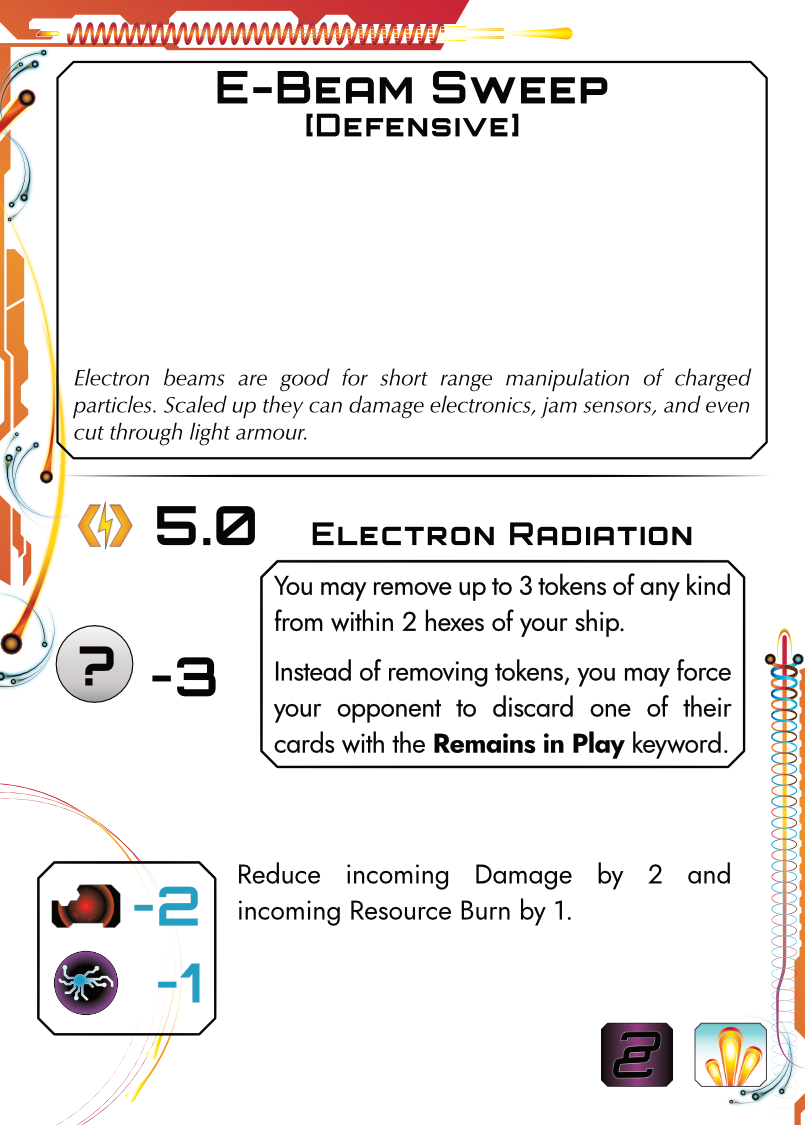 E-Beam Sweep
[Defensive]
Electron beams are good for short range manipulation of charged
particles. Scaled up they can damage electronics, jam sensors, and even
cut through light armour.
5.0
Electron Radiation
You may remove up to 3 tokens of any kind
from within 2 hexes of your ship.
? -3
Instead of removing tokens, you may force
your opponent to discard one of their
cards with the Remains in Play keyword.
-2
Reduce incoming Damage by 2 and
incoming Resource Burn by 1.
-1
2